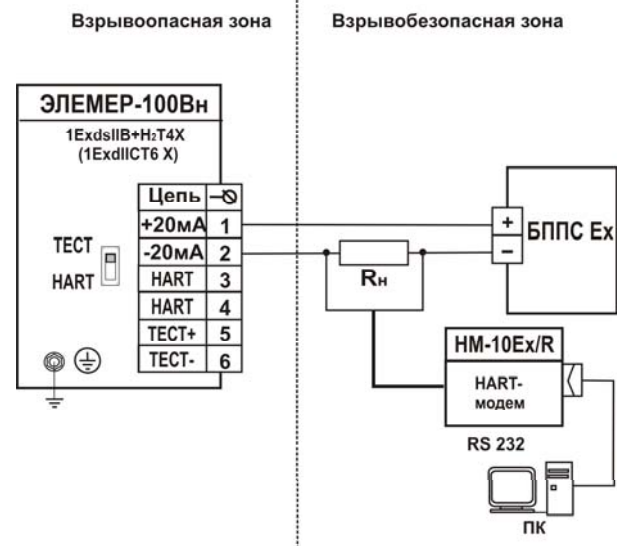 Взрывоопасная зона
Взрывобезопасная зона
ЭЛЕМЕР-100Вн
1ExdsIIB+H₂T4X
(1ExdIICT6 X)
Цепь
+20мА 1
-20мА 2
HART 3
HART 4
ТЕСТ+ 5
ТЕСТ- 6
ТЕСТ
HART
Rн
+
−
БППС Ex
HM-10Ex/R
HART-
модем
RS 232
ПК